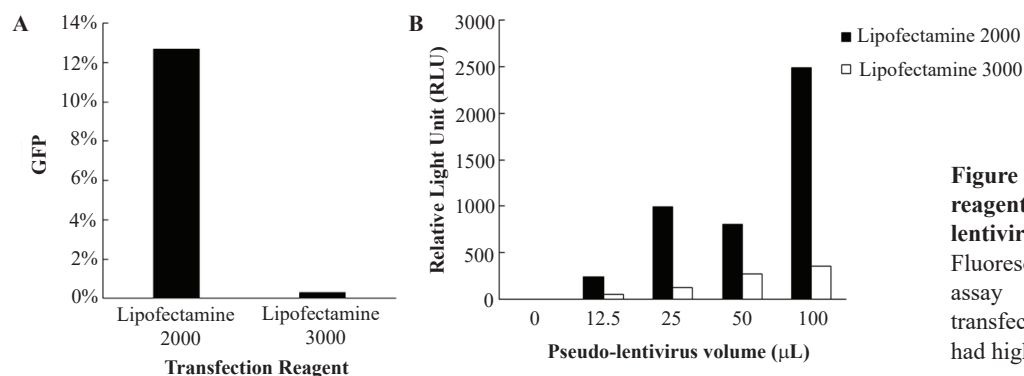 A
14%
12%
10%
8%
6%
4%
2%
0%
GFP
Lipofectamine
2000
Lipofectamine
3000
Transfection Reagent
B
3000
2500
2000
1500
1000
500
0
Relative Light Unit (RLU)
0 12.5 25 50 100
Pseudo-lentivirus volume (μL)
Lipofectamine 2000
Lipofectamine 3000
Figure
reagent
lentivir
Fluores
assay
transfec
had high